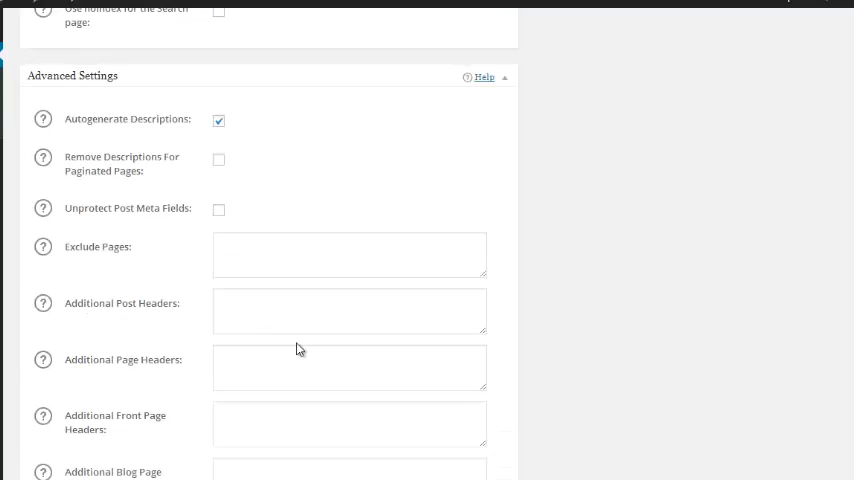 Use noindex for the Search
page:
Advanced Settings
? Help
? Autogenerate Descriptions:
? Remove Descriptions For
Paginated Pages:
? Unprotect Post Meta Fields:
? Exclude Pages:
? Additional Post Headers:
? Additional Page Headers:
? Additional Front Page
Headers:
? Additional Blog Page